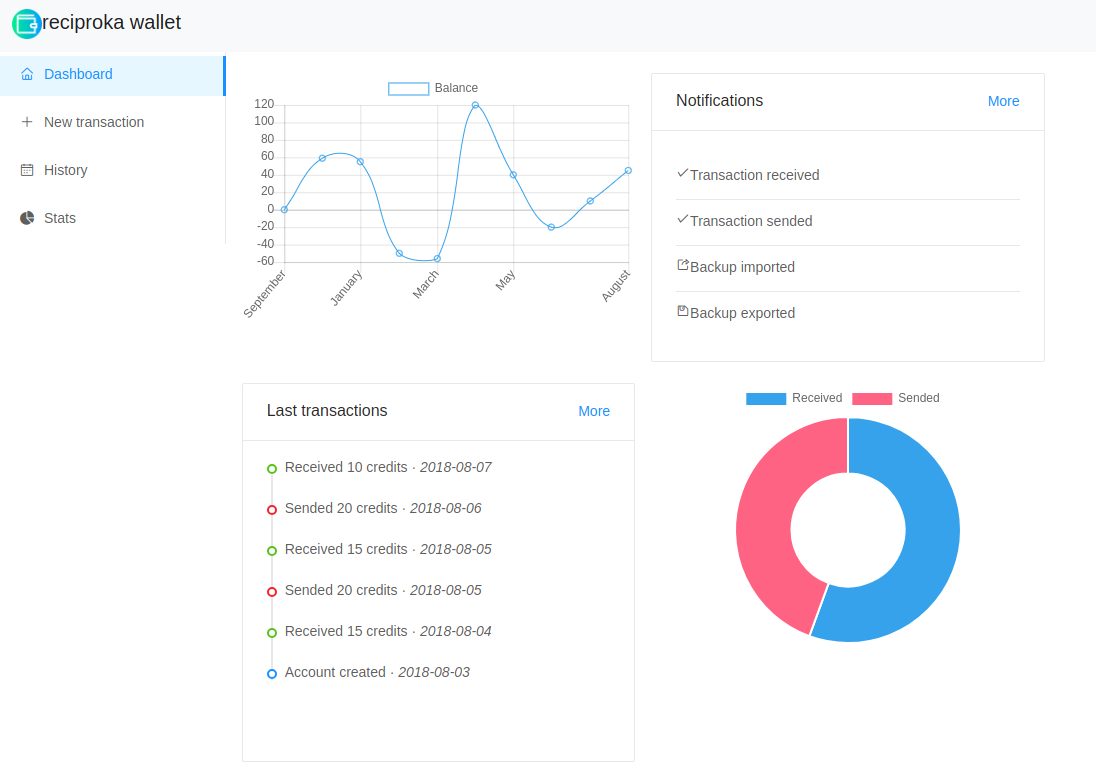 reciproka wallet
Dashboard
New transaction
History
Stats
Balance
120
100
80
60
40
20
0
-20
-40
-60
September
January
March
May
August
Notifications
More
Transaction received
Transaction sended
Backup imported
Backup exported
Last transactions
More
Received 10 credits · 2018-08-07
Sended 20 credits · 2018-08-06
Received 15 credits · 2018-08-05
Sended 20 credits · 2018-08-05
Received 15 credits · 2018-08-04
Account created · 2018-08-03
Received
Sended